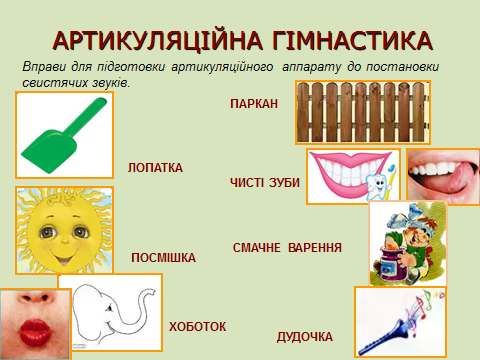 АРТИКУЛЯЦІЙНА ГІМНАСТИКА
Вправи для підготовки артикуляційного апарату до постановки
свистячих звуків.
ПАРКАН
ЛОПАТКА
ЧИСТІ ЗУБИ
СМАЧНЕ ВАРЕННЯ
ПОСМІШКА
ХОБОТОК
ДУДОЧКА